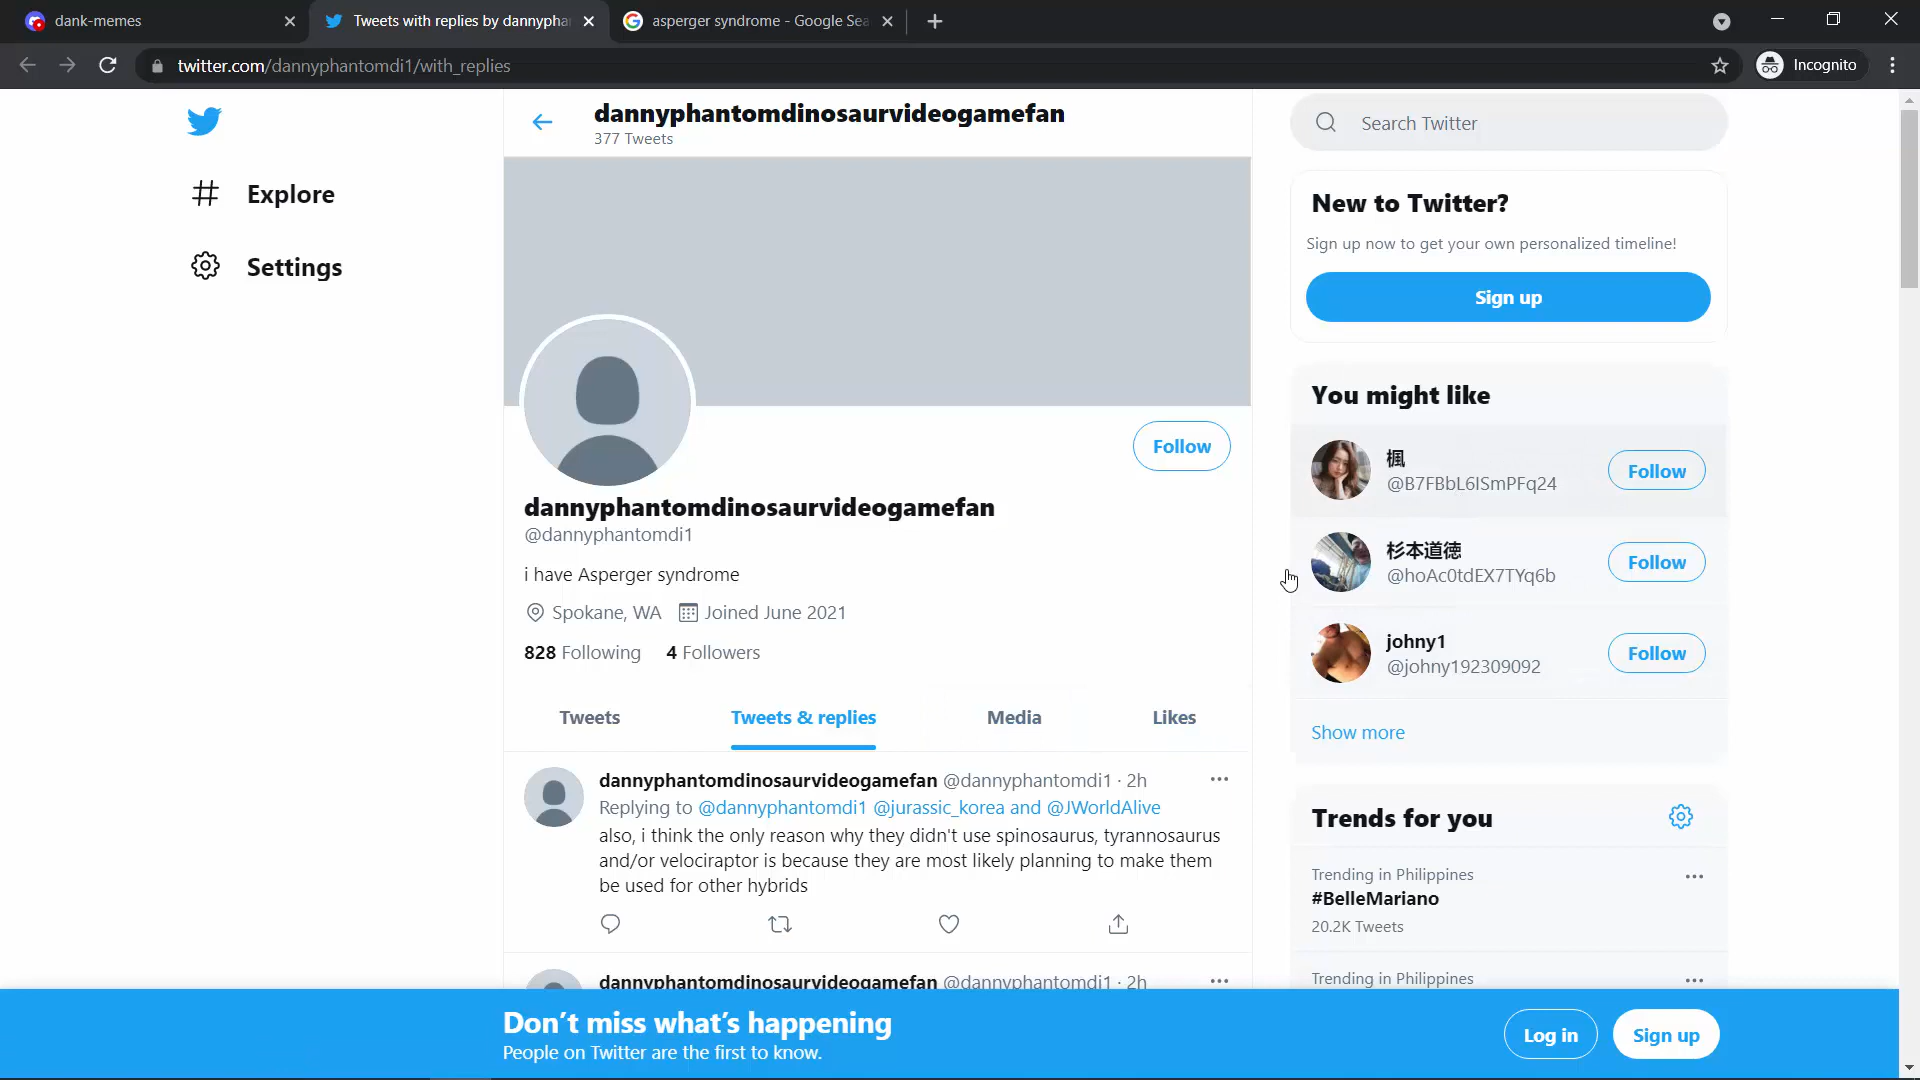 dank-memes
Tweets with replies by dannypha
asperger syndrome - Google Sea
twitter.com/dannyphantomdi1/with_replies
Incognito
dannyphantomdinosaurvideogamefan
377 Tweets
Search Twitter
Explore
Settings
New to Twitter?
Sign up now to get your own personalized timeline!
Sign up
You might like
Follow
楓
@B7FBbL6ISmPFq24
Follow
dannyphantomdinosaurvideogamefan
@dannyphantomdi1
杉本道徳
@hoAc0tdEX7TYq6b
Follow
i have Asperger syndrome
Spokane, WA Joined June 2021
828 Following 4 Followers
johny1
@johny192309092
Follow
Show more
Tweets Tweets & replies Media Likes
dannyphantomdinosaurvideogamefan @dannyphantomdi1 · 2h
Replying to @dannyphantomdi1 @jurassic_korea and @JWorldAlive
also, i think the only reason why they didn't use spinosaurus, tyrannosaurus
and/or velociraptor is because they are most likely planning to make them
be used for other hybrids
Trends for you
Trending in Philippines
#BelleMariano
20.2K Tweets
Trending in Philippines
dannyphantomdinosaurvideogamefan @dannyphantomdi1 · 2h
Don't miss what's happening
People on Twitter are the first to know.
Log in
Sign up